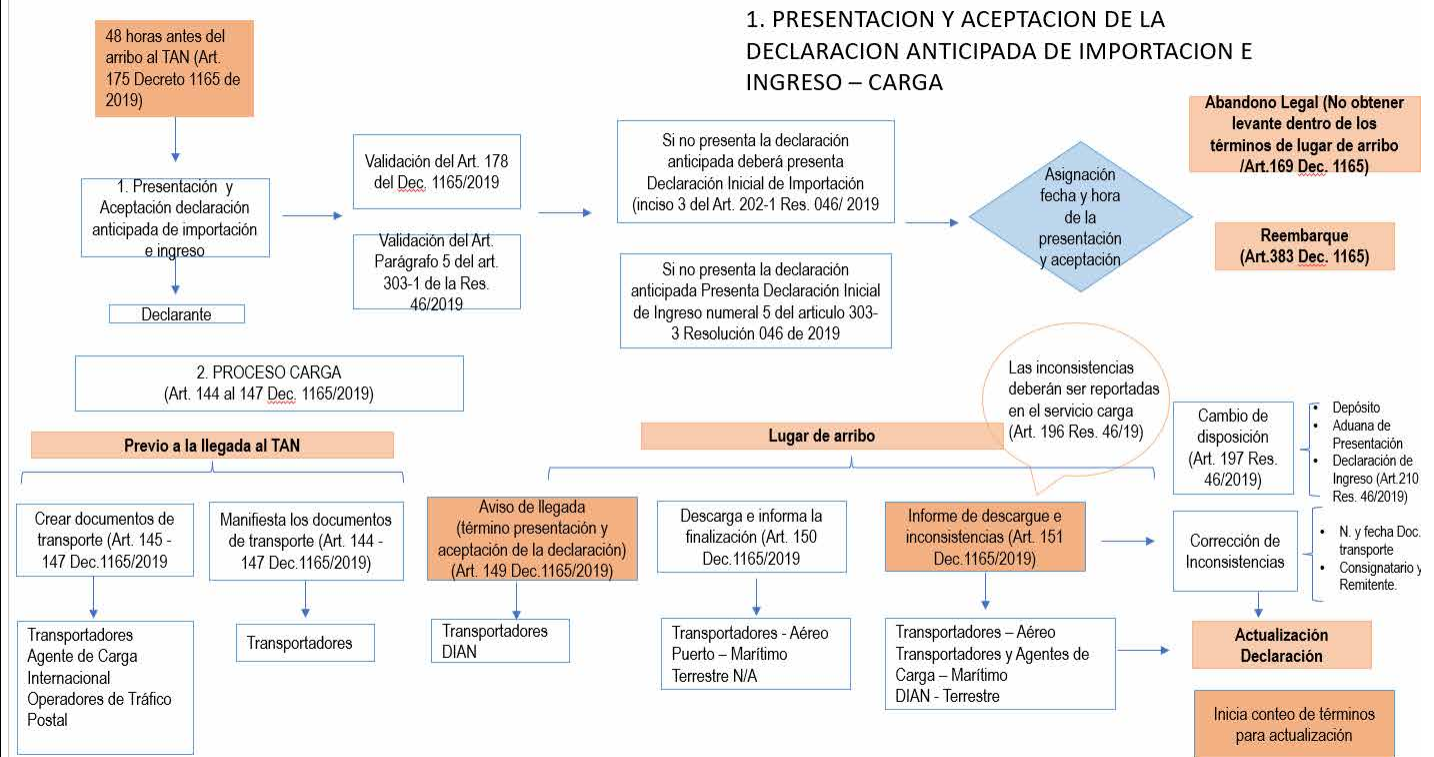 1. PRESENTACION Y ACEPTACION DE LA
DECLARACION ANTICIPADA DE IMPORTACION E
INGRESO – CARGA
48 horas antes del
arribo al TAN (Art.
175 Decreto 1165 de
2019)
1. Presentación y
Aceptación declaración
anticipada de importación
e ingreso
Declarante
Validación del Art. 178
del Dec. 1165/2019
Validación del Art.
Parágrafo 5 del art.
303-1 de la Res.
46/2019
Si no presenta la declaración
anticipada deberá presenta
Declaración Inicial de Importación
(inciso 3 del Art. 202-1 Res. 046/ 2019
Si no presenta la declaración
anticipada Presenta Declaración Inicial
de Ingreso numeral 5 del articulo 303-
3 Resolución 046 de 2019
Asignación
fecha y hora
de la
presentación
y aceptación
Abandono Legal (No obtener
levante dentro de los
términos de lugar de arribo
/Art.169 Dec. 1165)
Reembarque
(Art.383 Dec. 1165)
2. PROCESO CARGA
(Art. 144 al 147 Dec. 1165/2019)
Previo a la llegada al TAN
Crear documentos de
transporte (Art. 145 -
147 Dec.1165/2019
Transportadores
Agente de Carga
Internacional
Operadores de Tráfico
Postal
Manifiesta los documentos
de transporte (Art. 144 -
147 Dec.1165/2019)
Transportadores
Lugar de arribo
Aviso de llegada
(término presentación y
aceptación de la declaración)
(Art. 149 Dec.1165/2019)
Transportadores
DIAN
Descarga e informa la
finalización (Art. 150
Dec.1165/2019
Transportadores - Aéreo
Puerto – Marítimo
Terrestre N/A
Las inconsistencias
deberán ser reportadas
en el servicio carga
(Art. 196 Res. 46/19)
Informe de descargue e
inconsistencias (Art. 151
Dec.1165/2019)
Transportadores – Aéreo
Transportadores y Agentes de
Carga – Marítimo
DIAN - Terrestre
Cambio de
disposición
(Art. 197 Res.
46/2019)
• Depósito
• Aduana de
Presentación
• Declaración de
Ingreso (Art.210
Res. 46/2019)
Corrección de
Inconsistencias
• N. y fecha Doc.
transporte
• Consignatario y
Remitente.
Actualización
Declaración
Inicia conteo de términos
para actualización